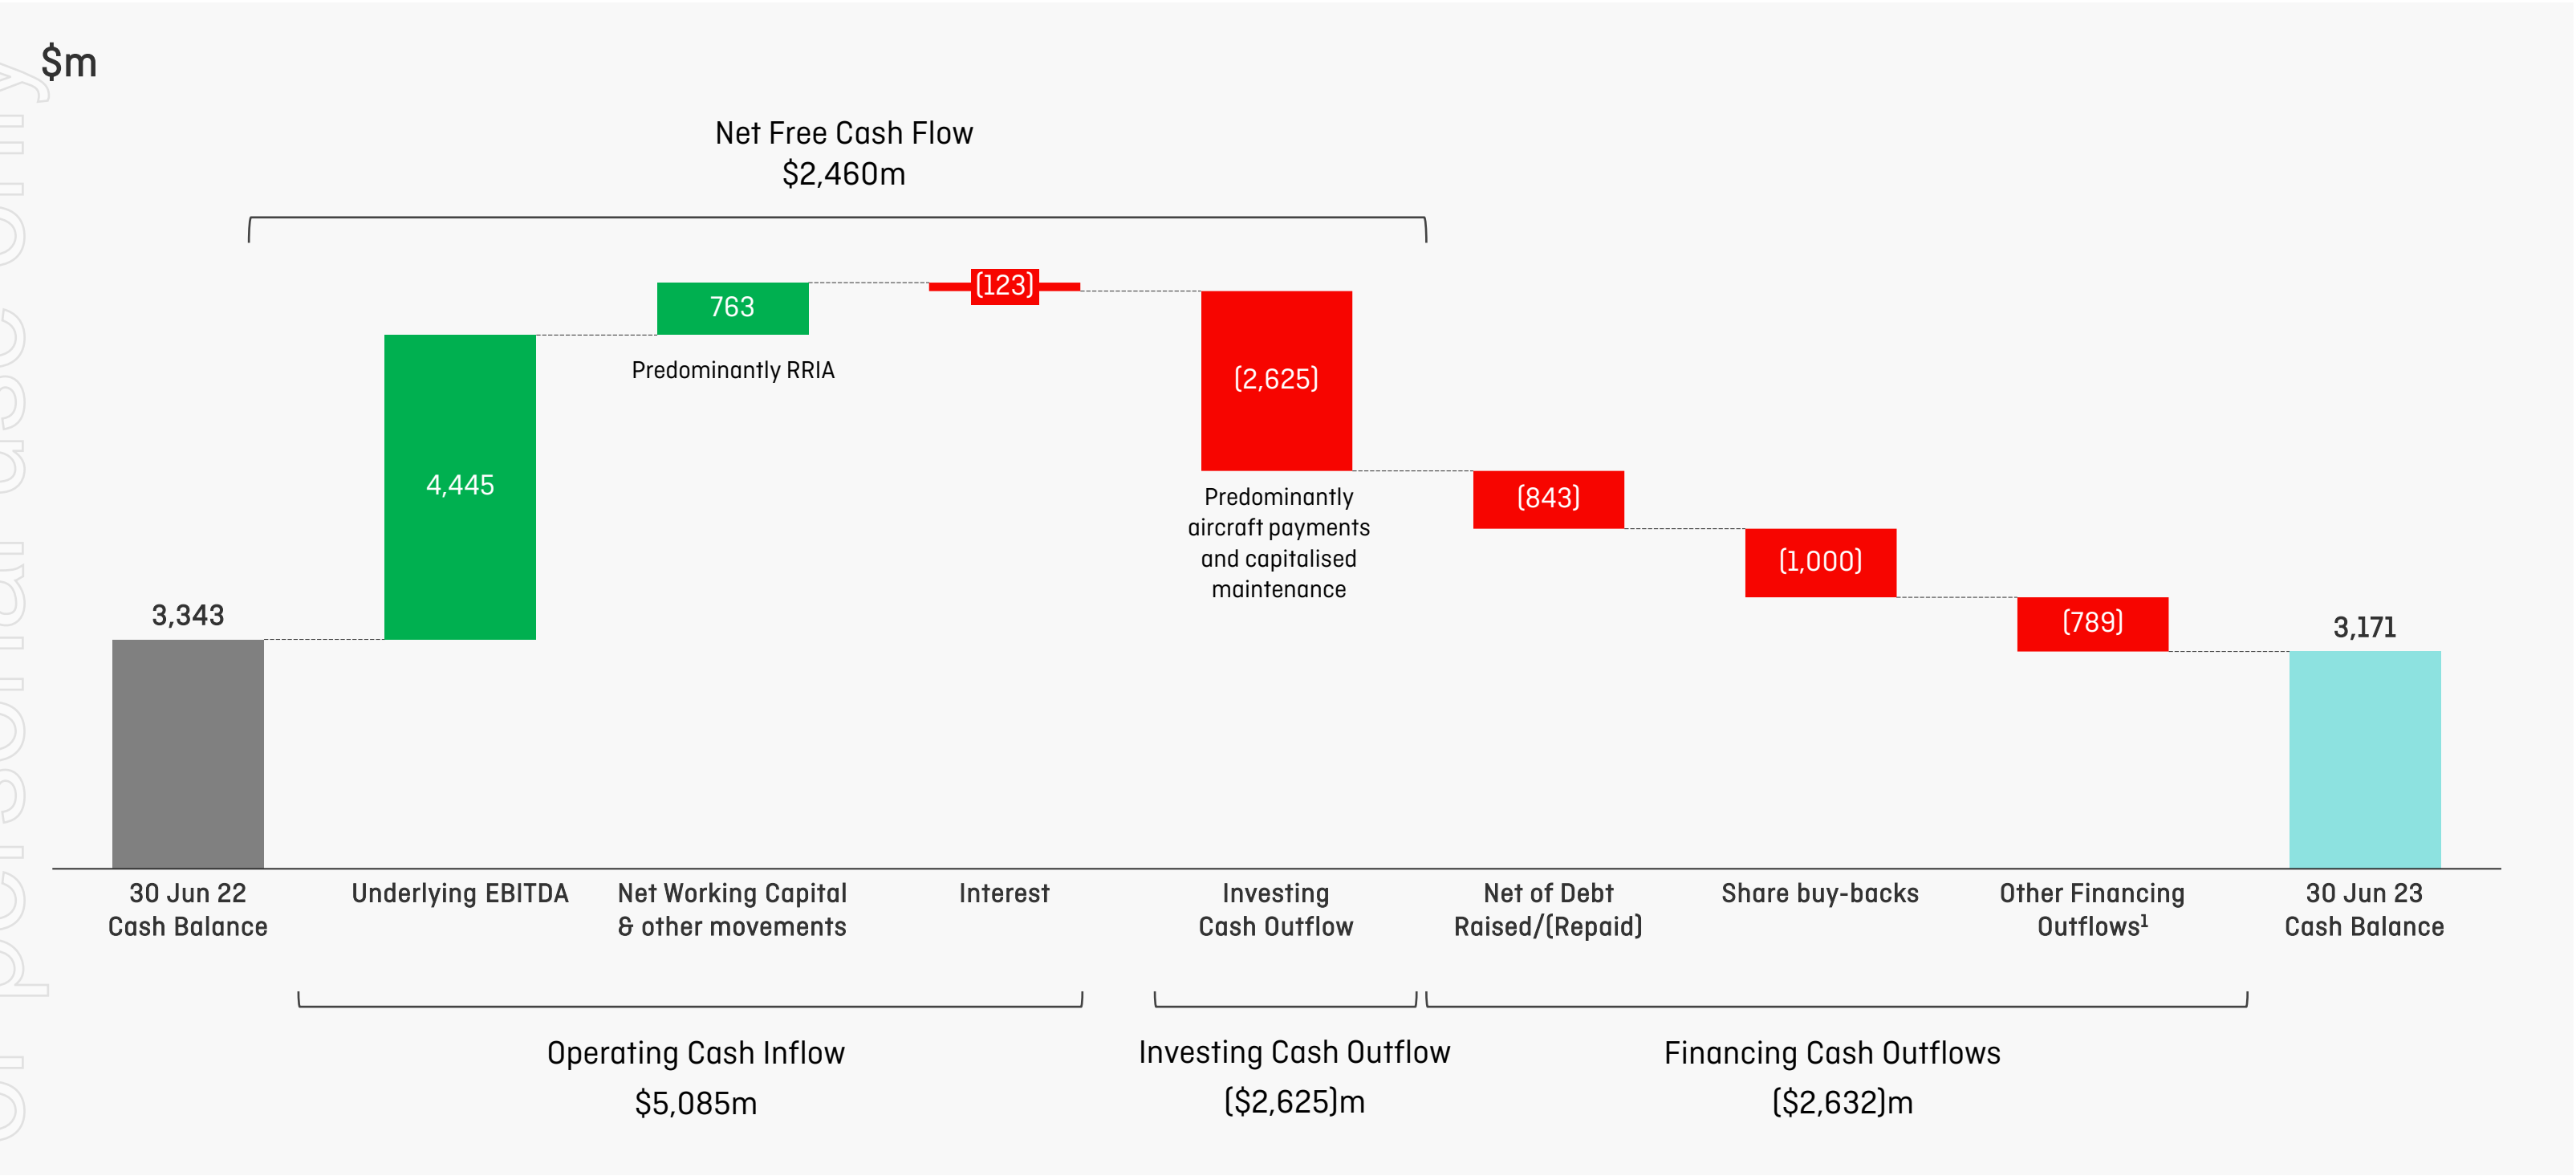 $m
Net Free Cash Flow
$2,460m
(123)
763
Predominantly RRIA
(2,625)
4,445
Predominantly
aircraft payments
and capitalised
maintenance
(843)
(1,000)
3,343
(789)
3,171
30 Jun 22
Cash Balance
Underlying EBITDA
Net Working Capital
& other movements
Interest
Investing
Cash Outflow
Net of Debt
Raised/(Repaid)
Share buy-backs
Other Financing
Outflows¹
30 Jun 23
Cash Balance
Operating Cash Inflow
$5,085m
Investing Cash Outflow
($2,625)m
Financing Cash Outflows
($2,632)m
personal use only